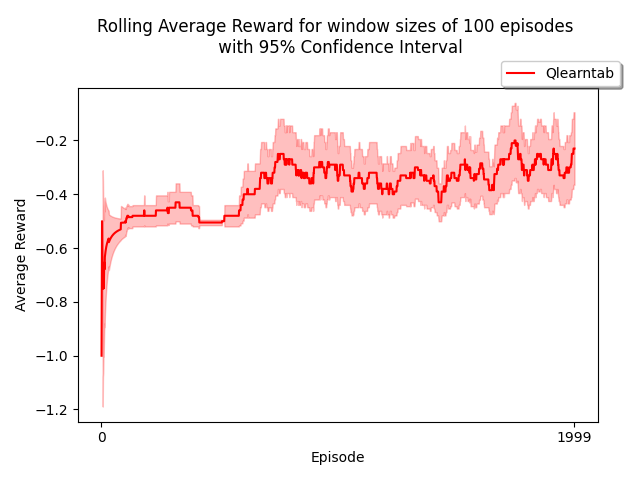 Rolling Average Reward for window sizes of 100 episodes
with 95% Confidence Interval
Qlearntab
Average Reward
−0.2
−0.4
−0.6
−0.8
−1.0
−1.2
0
1999
Episode